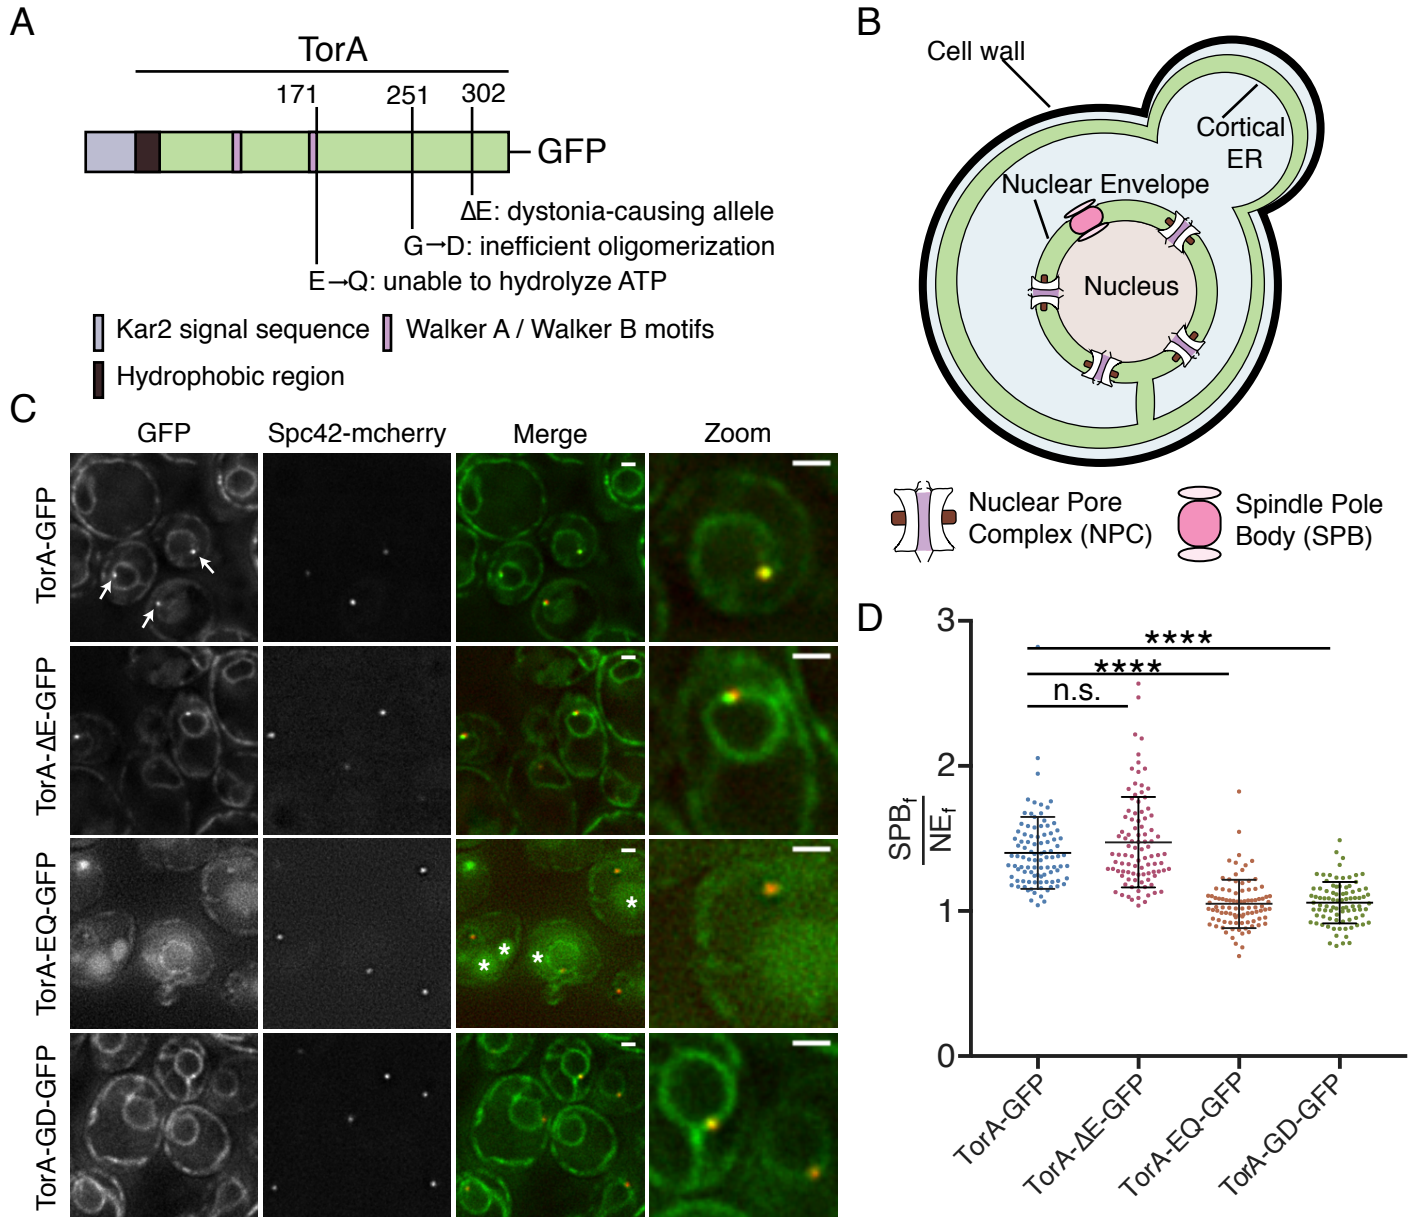 A
TorA
171
251
302
GFP
ΔE: dystonia-causing allele
G→D: inefficient oligomerization
E→Q: unable to hydrolyze ATP
Kar2 signal sequence
Walker A / Walker B motifs
Hydrophobic region
B
Cell wall
Cortical
ER
Nuclear Envelope
Nucleus
Nuclear Pore
Complex (NPC)
Spindle Pole
Body (SPB)
C
GFP
Spc42-mcherry
Merge
Zoom
TorA-GFP
TorA-ΔE-GFP
TorA-EQ-GFP
*
*
*
*
TorA-GD-GFP
D
3
2
1
0
SPBf
NEf
****
****
n.s.
TorA-GFP
TorA-ΔE-GFP
TorA-EQ-GFP
TorA-GD-GFP